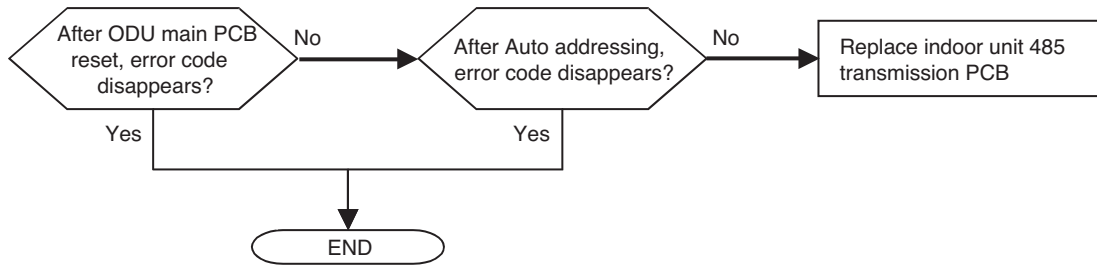 After ODU main PCB
reset, error code
disappears?
No
After Auto addressing,
error code disappears?
No
Replace indoor unit 485
transmission PCB
Yes
Yes
END